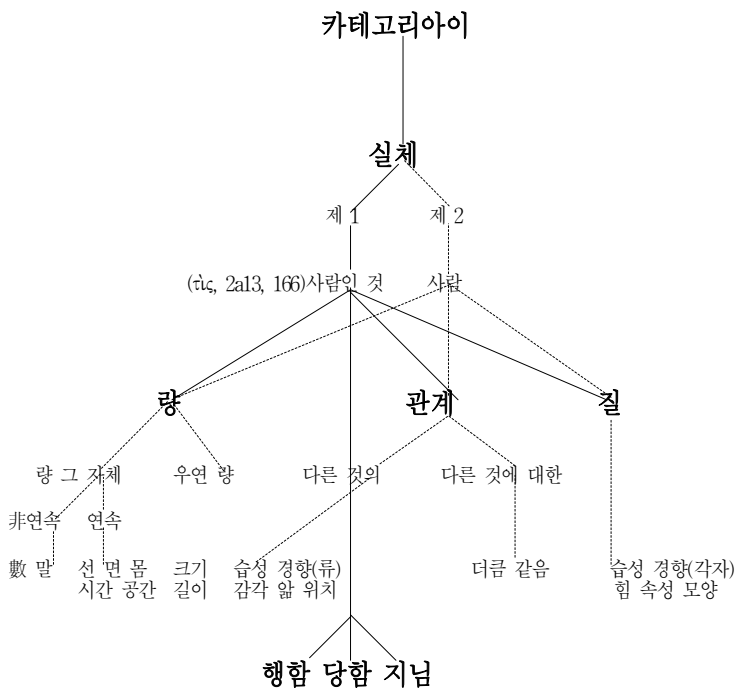 카테고리아이
실체
제 1 제 2
(τὶς, 2a13, 166)사람인 것 사람
량 관계 질
량 그 자체 우연 량 다른 것의 다른 것에 대한
非연속 연속
數 말 선 면 몸 크기 습성 경향(류) 더큼 같음 습성 경향(각자)
시간 공간 길이 감각 앎 위치 힘 속성 모양
행함 당함 지님